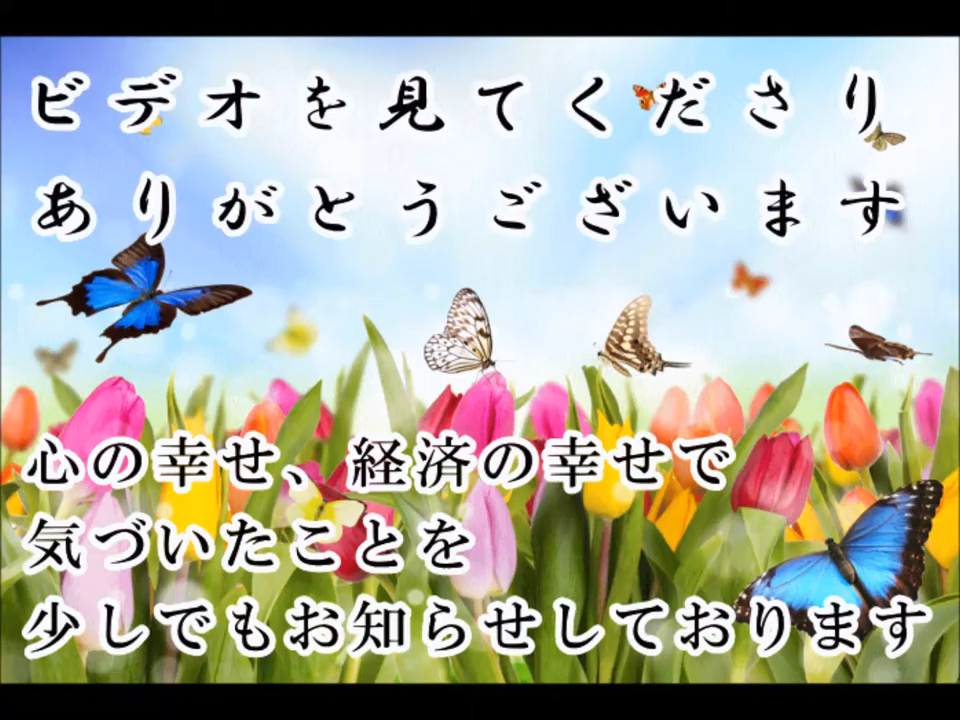 ビデオを見てくださり
ありがとうございます
心の幸せ、経済の幸せで
気づいたことを
少しでもお知らせしております